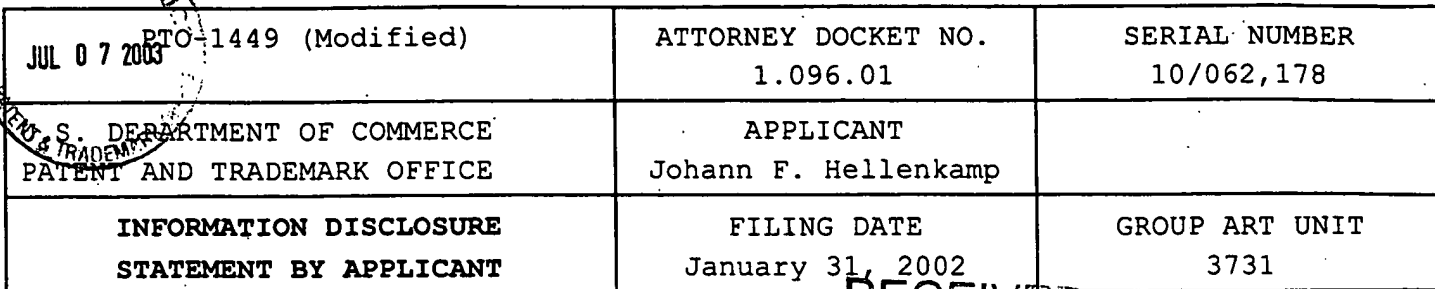 PTO-1449 (Modified)
JUL 0 7 2003
ATTORNEY DOCKET NO.
1.096.01
SERIAL NUMBER
10/062,178
S. DEPARTMENT OF COMMERCE
PATENT AND TRADEMARK OFFICE
APPLICANT
Johann F. Hellenkamp
INFORMATION DISCLOSURE
STATEMENT BY APPLICANT
FILING DATE
January 31, 2002
GROUP ART UNIT
3731